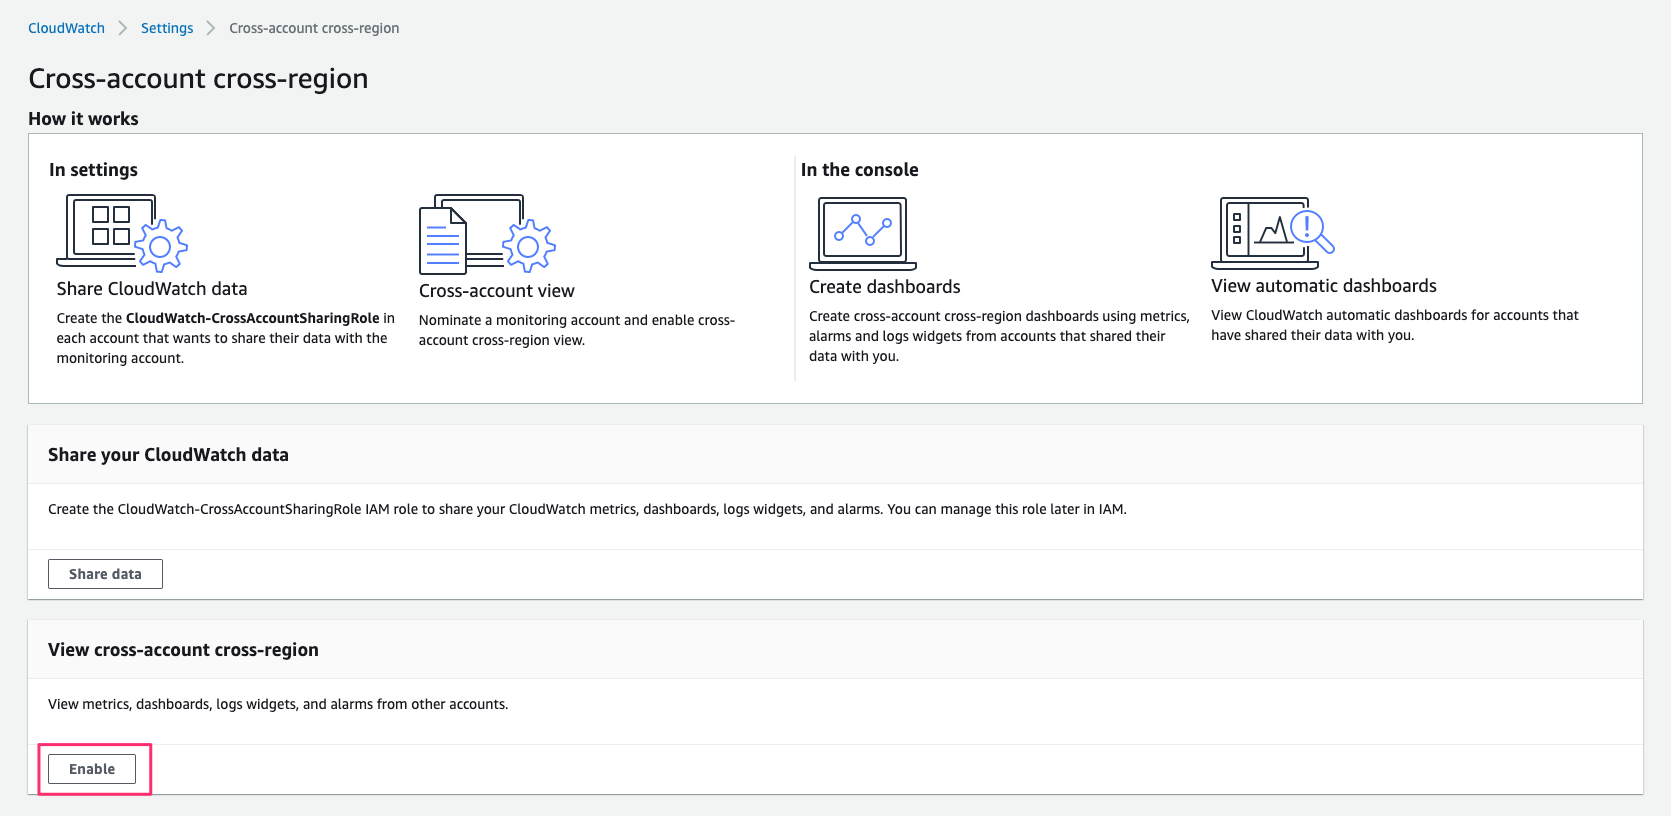 CloudWatch > Settings > Cross-account cross-region
Cross-account cross-region
How it works
In settings
Share CloudWatch data
Create the CloudWatch-CrossAccountSharingRole in
each account that wants to share their data with the
monitoring account.
Cross-account view
Nominate a monitoring account and enable cross-
account cross-region view.
In the console
Create dashboards
Create cross-account cross-region dashboards using metrics,
alarms and logs widgets from accounts that shared their
data with you.
View automatic dashboards
View CloudWatch automatic dashboards for accounts that
have shared their data with you.
Share your CloudWatch data
Create the CloudWatch-CrossAccountSharingRole IAM role to share your CloudWatch metrics, dashboards, logs widgets, and alarms. You can manage this role later in IAM.
Share data
View cross-account cross-region
View metrics, dashboards, logs widgets, and alarms from other accounts.
Enable